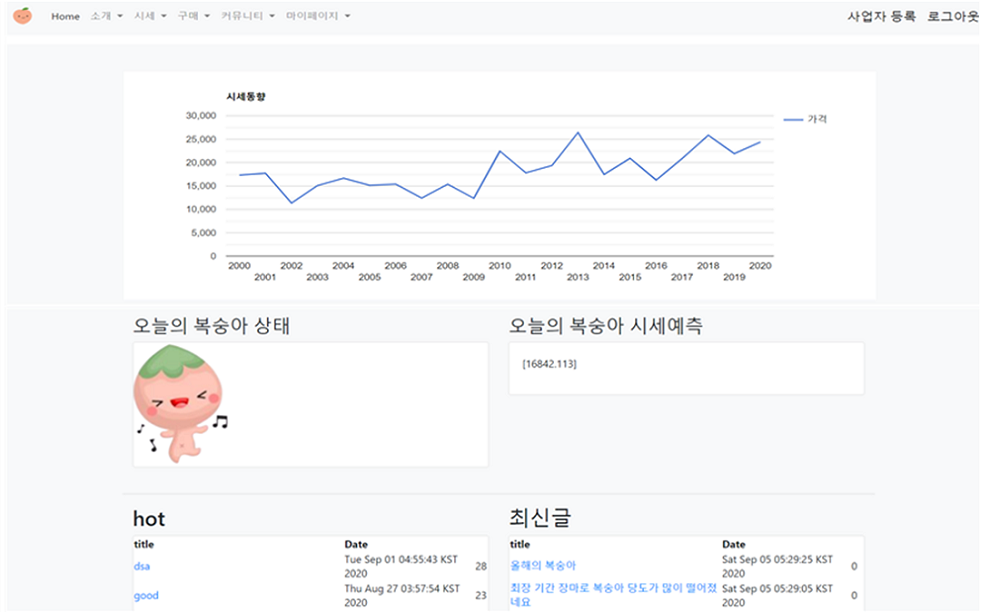 Home 소개 시세 구매 커뮤니티 마이페이지 사업자 등록 로그아웃
시세동향
가격
30,000
25,000
20,000
15,000
10,000
5,000
0
2000 2002 2004 2006 2008 2010 2012 2014 2016 2018 2020
2001 2003 2005 2007 2009 2011 2013 2015 2017 2019
오늘의 복숭아 상태
오늘의 복숭아 시세예측
[16842.113]
hot
title Date
dsa Tue Sep 01 04:55:43 KST 28
2020
good Thu Aug 27 03:57:54 KST 23
2020
최신글
title Date
올해의 복숭아 Sat Sep 05 05:29:25 KST 0
2020
최장 기간 장마로 복숭아 당도가 많이 떨어졌 Sat Sep 05 05:29:05 KST 0
네요 2020